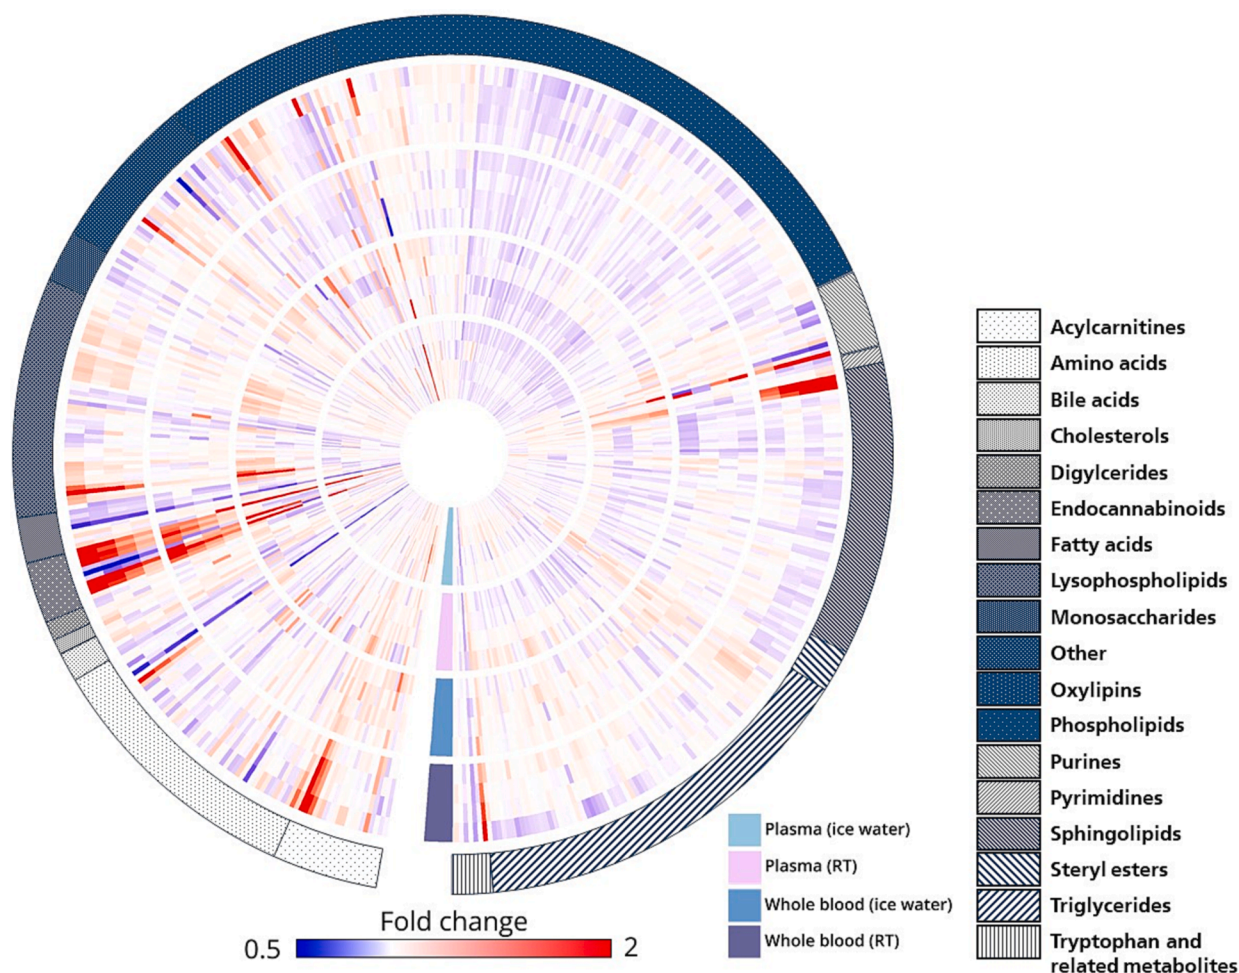 Acylcarnitines
Amino acids
Bile acids
Cholesterols
Digylcerides
Endocannabinoids
Fatty acids
Lysophospholipids
Monosaccharides
Other
Oxylipins
Phospholipids
Purines
Pyrimidines
Sphingolipids
Steryl esters
Triglycerides
Tryptophan and
related metabolites
Plasma (ice water)
Plasma (RT)
Whole blood (ice water)
Whole blood (RT)
Fold change
0.5
2